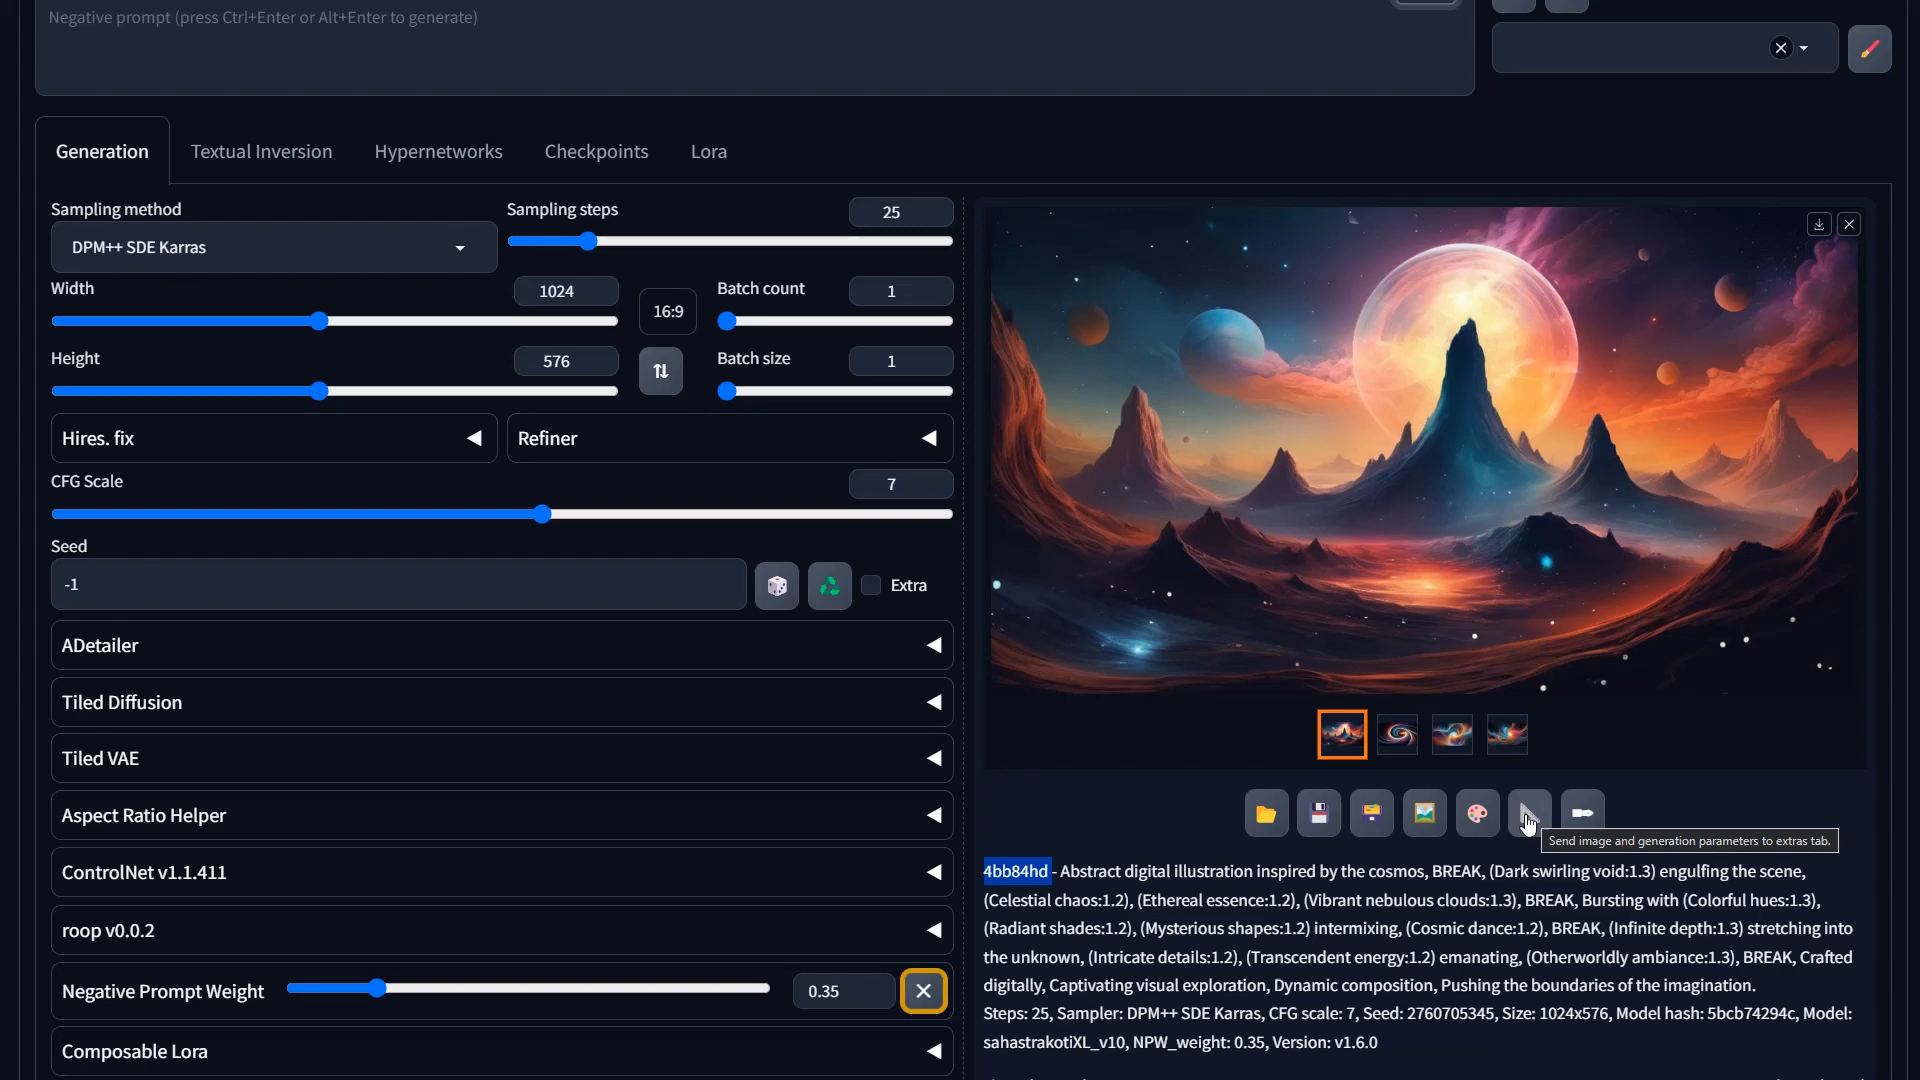 Negative prompt (press Ctrl+Enter or Alt+Enter to generate)
Generation
Textual Inversion
Hypernetworks
Checkpoints
Lora
Sampling method
DPM++ SDE Karras
Sampling steps
25
Width
1024
16:9
Batch count
1
Height
576
Batch size
1
Hires. fix
Refiner
CFG Scale
7
Seed
-1
Extra
ADetailer
Tiled Diffusion
Tiled VAE
Aspect Ratio Helper
ControlNet v1.1.411
roop v0.0.2
Negative Prompt Weight
0.35
Composable Lora
Send image and generation parameters to extras tab.
4bb84hd - Abstract digital illustration inspired by the cosmos, BREAK, (Dark swirling void:1.3) engulfing the scene,
(Celestial chaos:1.2), (Ethereal essence:1.2), (Vibrant nebulous clouds:1.3), BREAK, Bursting with (Colorful hues:1.3),
(Radiant shades:1.2), (Mysterious shapes:1.2) intermixing, (Cosmic dance:1.2), BREAK, (Infinite depth:1.3) stretching into
the unknown, (Intricate details:1.2), (Transcendent energy:1.2) emanating, (Otherworldly ambiance:1.3), BREAK, Crafted
digitally, Captivating visual exploration, Dynamic composition, Pushing the boundaries of the imagination.
Steps: 25, Sampler: DPM++ SDE Karras, CFG scale: 7, Seed: 2760705345, Size: 1024x576, Model hash: 5bcb74294c, Model:
sahastrakotiXL_v10, NPW_weight: 0.35, Version: v1.6.0